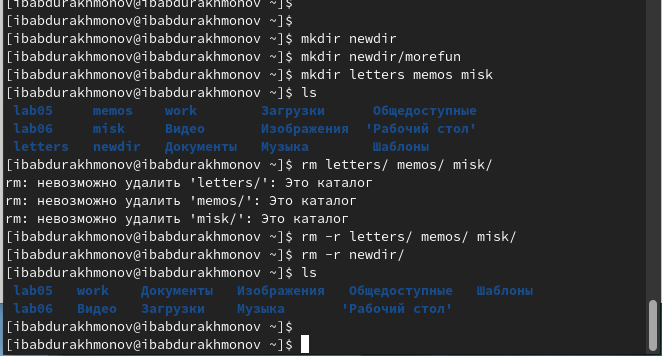 [ibabdurakhmonov@ibabdurakhmonov ~]$
[ibabdurakhmonov@ibabdurakhmonov ~]$
[ibabdurakhmonov@ibabdurakhmonov ~]$ mkdir newdir
[ibabdurakhmonov@ibabdurakhmonov ~]$ mkdir newdir/morefun
[ibabdurakhmonov@ibabdurakhmonov ~]$ mkdir letters memos misk
[ibabdurakhmonov@ibabdurakhmonov ~]$ ls
lab05 memos work Загрузки Общедоступные
lab06 misk Видео Изображения 'Рабочий стол'
letters newdir Документы Музыка Шаблоны
[ibabdurakhmonov@ibabdurakhmonov ~]$ rm letters/ memos/ misk/
rm: невозможно удалить 'letters/': Это каталог
rm: невозможно удалить 'memos/': Это каталог
rm: невозможно удалить 'misk/': Это каталог
[ibabdurakhmonov@ibabdurakhmonov ~]$ rm -r letters/ memos/ misk/
[ibabdurakhmonov@ibabdurakhmonov ~]$ rm -r newdir/
[ibabdurakhmonov@ibabdurakhmonov ~]$ ls
lab05 work Документы Изображения Общедоступные Шаблоны
lab06 Видео Загрузки Музыка 'Рабочий стол'
[ibabdurakhmonov@ibabdurakhmonov ~]$
[ibabdurakhmonov@ibabdurakhmonov ~]$